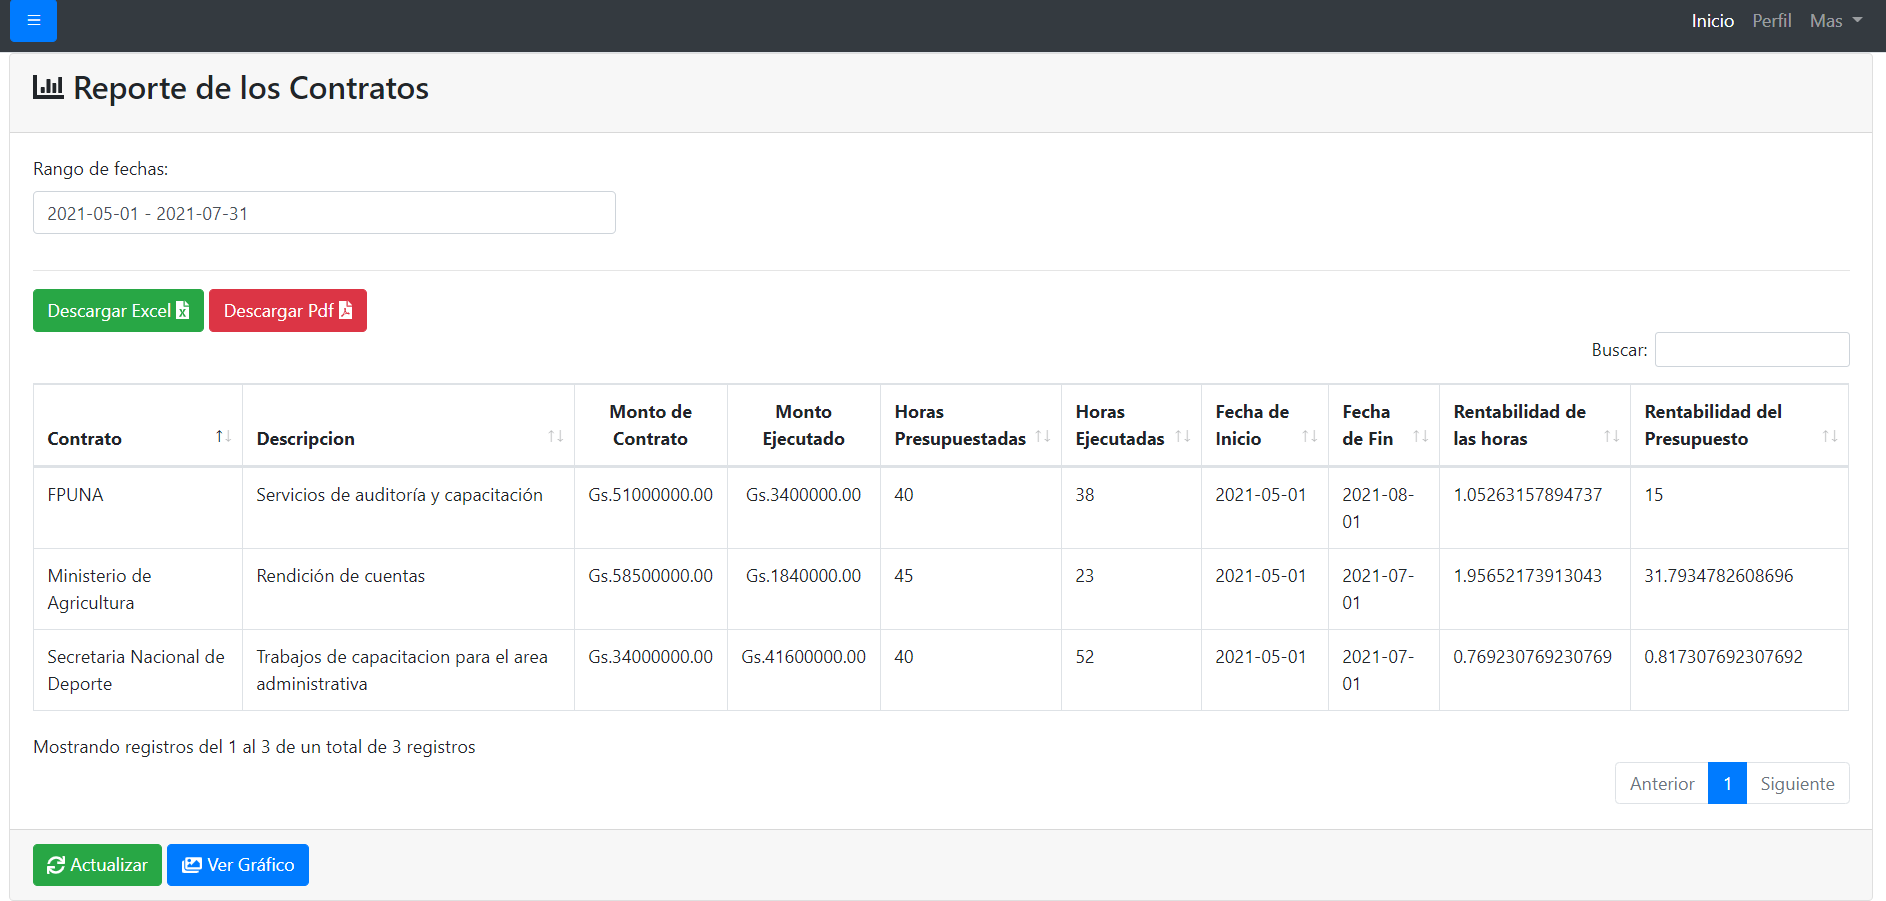 Inicio Perfil Mas
Reporte de los Contratos
Rango de fechas:
2021-05-01 - 2021-07-31
Descargar Excel Descargar Pdf
Buscar:
Contrato Descripcion Monto de Contrato Monto Ejecutado Horas Presupuestadas Horas Ejecutadas Fecha de Inicio Fecha de Fin Rentabilidad de las horas Rentabilidad del Presupuesto
FPUNA Servicios de auditoría y capacitación Gs.51000000.00 Gs.3400000.00 40 38 2021-05-01 2021-08-01 1.05263157894737 15
Ministerio de Agricultura Rendición de cuentas Gs.58500000.00 Gs.1840000.00 45 23 2021-05-01 2021-07-01 1.95652173913043 31.7934782608696
Secretaria Nacional de Deporte Trabajos de capacitacion para el area administrativa Gs.34000000.00 Gs.41600000.00 40 52 2021-05-01 2021-07-01 0.769230769230769 0.817307692307692
Mostrando registros del 1 al 3 de un total de 3 registros
Anterior 1 Siguiente
Actualizar Ver Gráfico